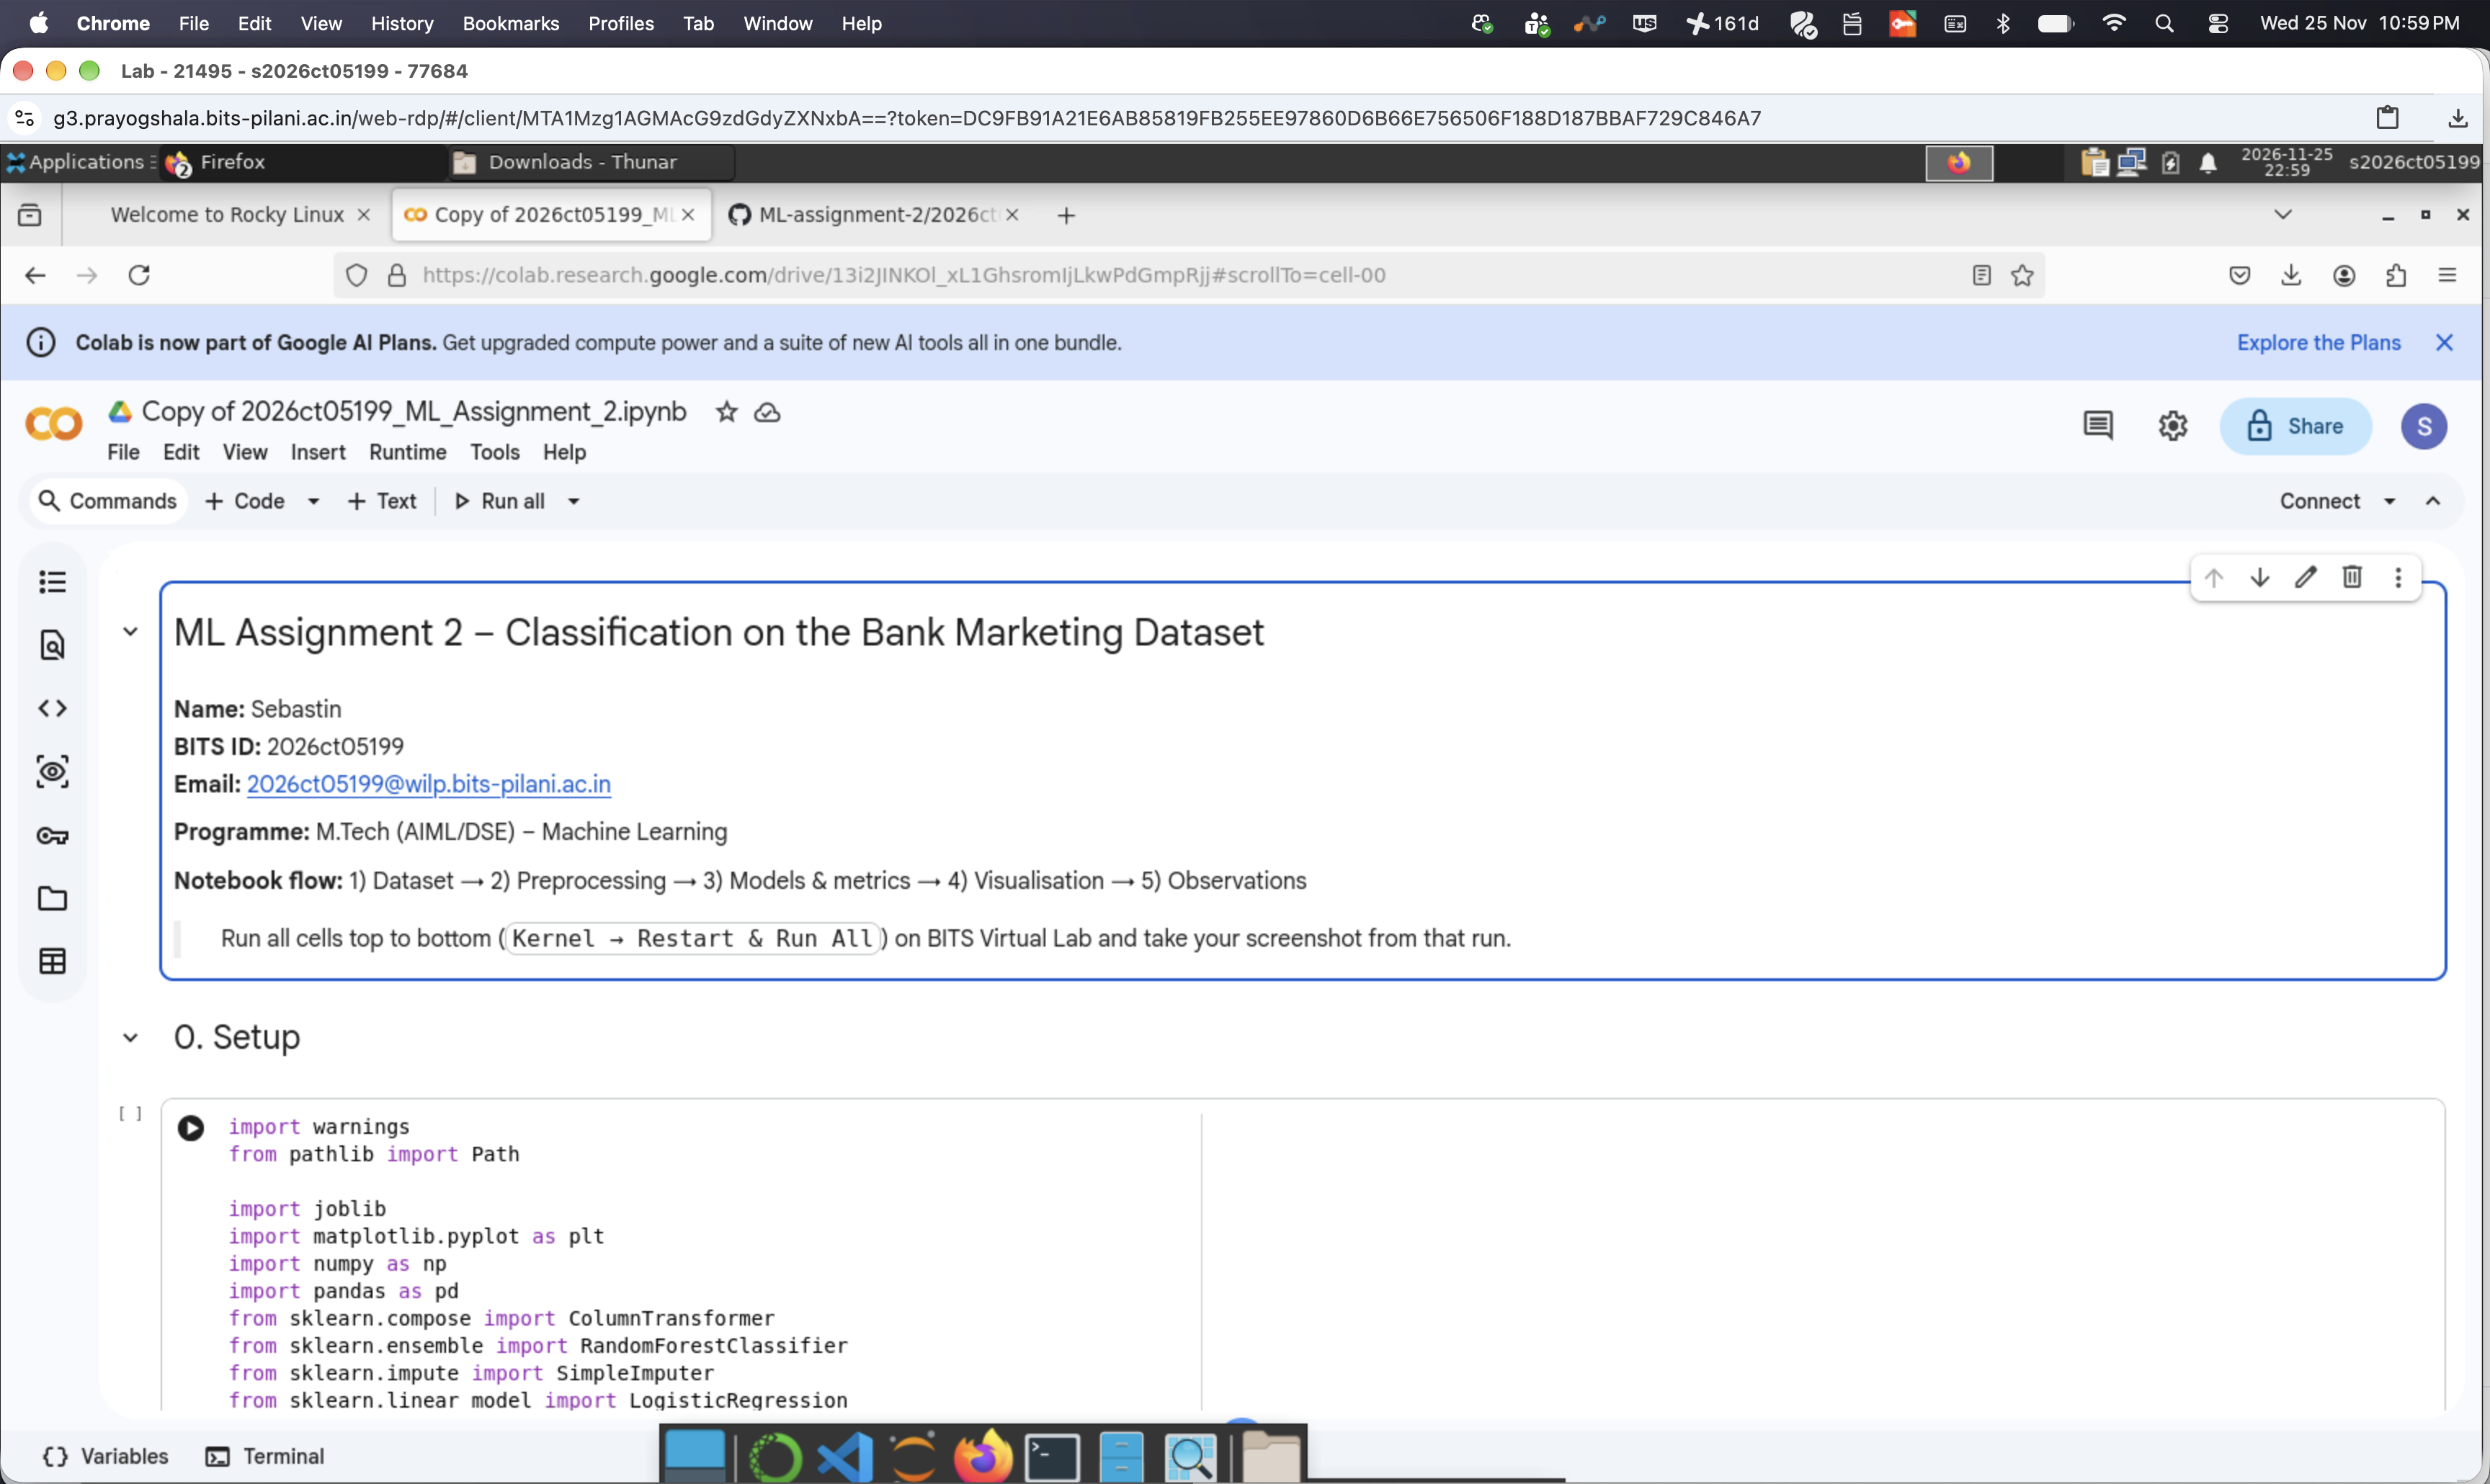 Chrome File Edit View History Bookmarks Profiles Tab Window Help US 161d Wed 25 Nov 10:59 PM
Lab - 21495 - s2026ct05199 - 77684
g3.prayogshala.bits-pilani.ac.in/web-rdp/#/client/MTA1Mzg1AGMAcG9zdGdyZXNxbA==?token=DC9FB91A21E6AB85819FB255EE97860D6B66E756506F188D187BBAF729C846A7
Applications 2 Firefox Downloads - Thunar 2026-11-25 22:59 s2026ct05199
Welcome to Rocky Linux Copy of 2026ct05199_ML ML-assignment-2/2026ct
https://colab.research.google.com/drive/13i2JINKOl_xL1GhsromIjLkwPdGmpRjj#scrollTo=cell-00
Colab is now part of Google AI Plans. Get upgraded compute power and a suite of new AI tools all in one bundle. Explore the Plans
Copy of 2026ct05199_ML_Assignment_2.ipynb
Share S
File Edit View Insert Runtime Tools Help
Commands + Code + Text Run all Connect
ML Assignment 2 – Classification on the Bank Marketing Dataset
Name: Sebastin
BITS ID: 2026ct05199
Email: 2026ct05199@wilp.bits-pilani.ac.in
Programme: M.Tech (AIML/DSE) – Machine Learning
Notebook flow: 1) Dataset → 2) Preprocessing → 3) Models & metrics → 4) Visualisation → 5) Observations
Run all cells top to bottom (Kernel → Restart & Run All) on BITS Virtual Lab and take your screenshot from that run.
0. Setup
[ ] import warnings
from pathlib import Path
import joblib
import matplotlib.pyplot as plt
import numpy as np
import pandas as pd
from sklearn.compose import ColumnTransformer
from sklearn.ensemble import RandomForestClassifier
from sklearn.impute import SimpleImputer
from sklearn.linear model import LogisticRegression
{} Variables Terminal